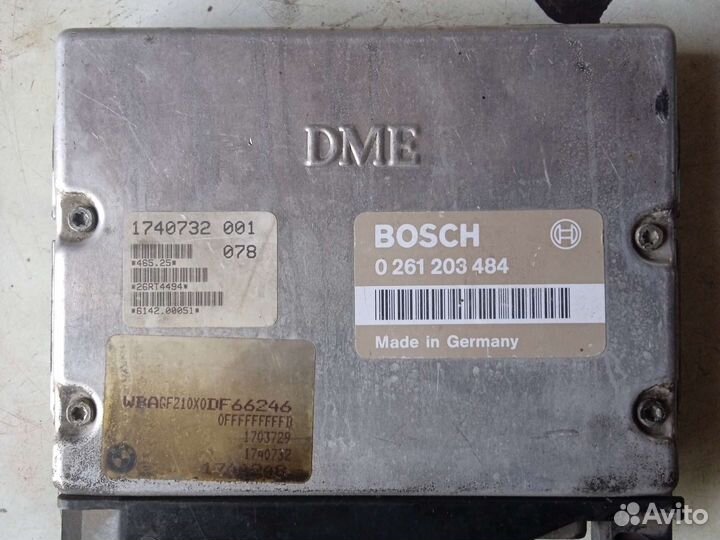 DME
1740732 001
078
*465.25*
*26RT4494*
*6142.00051*
BOSCH
0 261 203 484
Made in Germany
WBAGF210X0DF66246
0FFFFFFFFF0
1703729
1740732
Avito